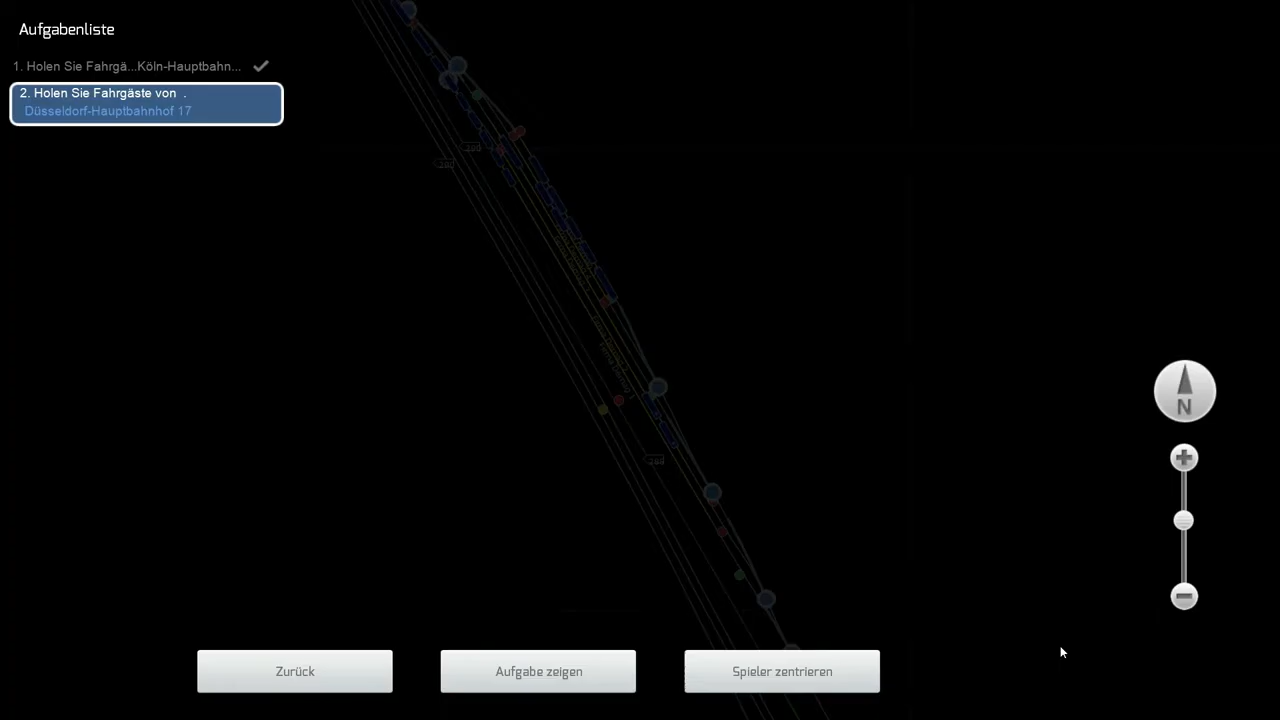 Aufgabenliste
1. Holen Sie Fahrgä...Köln-Hauptbahn...
2. Holen Sie Fahrgäste von .
Düsseldorf-Hauptbahnhof 17
N
Zurück
Aufgabe zeigen
Spieler zentrieren